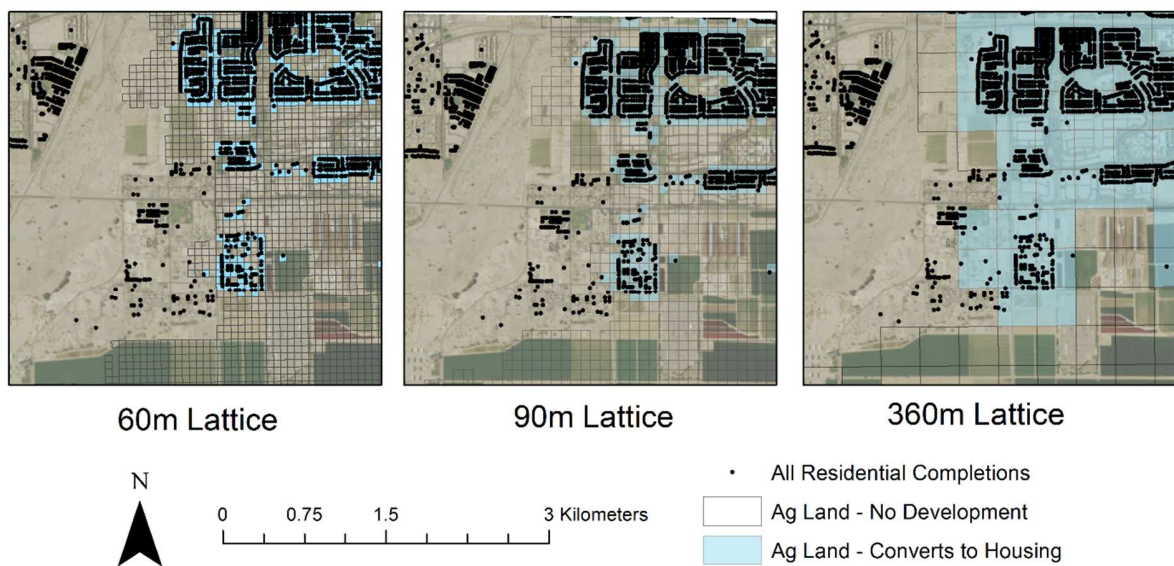 60m Lattice
90m Lattice
360m Lattice
N
0 0.75 1.5 3 Kilometers
All Residential Completions
Ag Land - No Development
Ag Land - Converts to Housing